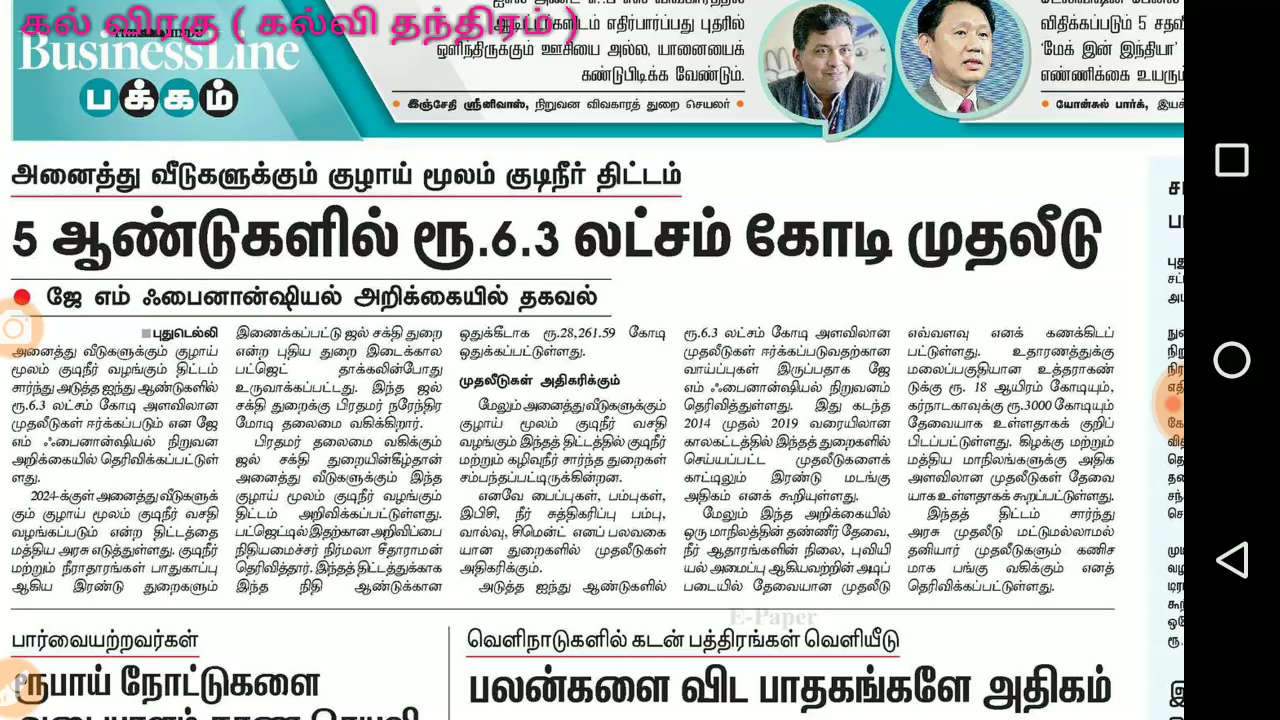 கல் விரகு ( கல்வி தந்திரம் )
BusinessLine
பக்கம்
ஆடிட்டர்களிடம் எதிர்பார்ப்பது புதரில்
ஒளிந்திருக்கும் ஊசியை அல்ல, யானையைக்
கண்டுபிடிக்க வேண்டும்.
• இஞ்சேதி ஸ்ரீனிவாஸ், நிறுவன விவகாரத் துறை செயலர் •
விதிக்கப்படும் 5 சதவீ
'மேக் இன் இந்தியா'
எண்ணிக்கை உயரும்
• யோன்சுல் பார்க், இயக்
அனைத்து வீடுகளுக்கும் குழாய் மூலம் குடிநீர் திட்டம்
5 ஆண்டுகளில் ரூ.6.3 லட்சம் கோடி முதலீடு
ஜே எம் ஃபைனான்ஷியல் அறிக்கையில் தகவல்
புதுடெல்லி
அனைத்து வீடுகளுக்கும் குழாய்
மூலம் குடிநீர் வழங்கும் திட்டம்
சார்ந்து அடுத்த ஐந்து ஆண்டுகளில்
ரூ.6.3 லட்சம் கோடி அளவிலான
முதலீடுகள் ஈர்க்கப்படும் என ஜே
எம் ஃபைனான்ஷியல் நிறுவன
அறிக்கையில் தெரிவிக்கப்பட்டுள்
ளது.
2024-க்குள் அனைத்து வீடுகளுக்
கும் குழாய் மூலம் குடிநீர் வசதி
வழங்கப்படும் என்ற திட்டத்தை
மத்திய அரசு எடுத்துள்ளது. குடிநீர்
மற்றும் நீராதாரங்கள் பாதுகாப்பு
ஆகிய இரண்டு துறைகளும்
இணைக்கப்பட்டு ஜல் சக்தி துறை
என்ற புதிய துறை இடைக்கால
பட்ஜெட் தாக்கலின்போது
உருவாக்கப்பட்டது. இந்த ஜல்
சக்தி துறைக்கு பிரதமர் நரேந்திர
மோடி தலைமை வகிக்கிறார்.
பிரதமர் தலைமை வகிக்கும்
ஜல் சக்தி துறையின்கீழ்தான்
அனைத்து வீடுகளுக்கும் இந்த
குழாய் மூலம் குடிநீர் வழங்கும்
திட்டம் அறிவிக்கப்பட்டுள்ளது.
பட்ஜெட்டில் இதற்கான அறிவிப்பை
நிதியமைச்சர் நிர்மலா சீதாராமன்
தெரிவித்தார். இந்தத் திட்டத்துக்காக
இந்த நிதி ஆண்டுக்கான
ஒதுக்கீடாக ரூ.28,261.59 கோடி
ஒதுக்கப்பட்டுள்ளது.
முதலீடுகள் அதிகரிக்கும்
மேலும் அனைத்து வீடுகளுக்கும்
குழாய் மூலம் குடிநீர் வசதி
வழங்கும் இந்தத் திட்டத்தில் குடிநீர்
மற்றும் கழிவுநீர் சார்ந்த துறைகள்
சம்பந்தப்பட்டிருக்கின்றன.
எனவே பைப்புகள், பம்புகள்,
இபிசி, நீர் சுத்திகரிப்பு பம்பு,
வால்வு, சிமென்ட் எனப் பலவகை
யான துறைகளில் முதலீடுகள்
அதிகரிக்கும்.
அடுத்த ஐந்து ஆண்டுகளில்
ரூ.6.3 லட்சம் கோடி அளவிலான
முதலீடுகள் ஈர்க்கப்படுவதற்கான
வாய்ப்புகள் இருப்பதாக ஜே
எம் ஃபைனான்ஷியல் நிறுவனம்
தெரிவித்துள்ளது. இது கடந்த
2014 முதல் 2019 வரையிலான
காலகட்டத்தில் இந்தத் துறைகளில்
செய்யப்பட்ட முதலீடுகளைக்
காட்டிலும் இரண்டு மடங்கு
அதிகம் எனக் கூறியுள்ளது.
மேலும் இந்த அறிக்கையில்
ஒரு மாநிலத்தின் தண்ணீர் தேவை,
நீர் ஆதாரங்களின் நிலை, புவியி
யல் அமைப்பு ஆகியவற்றின் அடிப்
படையில் தேவையான முதலீடு
எவ்வளவு எனக் கணக்கிடப்
பட்டுள்ளது. உதாரணத்துக்கு
மலைப்பகுதியான உத்தராகண்
டுக்கு ரூ. 18 ஆயிரம் கோடியும்,
கர்நாடகாவுக்கு ரூ.3000 கோடியும்
தேவையாக உள்ளதாகக் குறிப்
பிடப்பட்டுள்ளது. கிழக்கு மற்றும்
மத்திய மாநிலங்களுக்கு அதிக
அளவிலான முதலீடுகள் தேவை
யாக உள்ளதாகக் கூறப்பட்டுள்ளது.
இந்தத் திட்டம் சார்ந்து
அரசு முதலீடு மட்டுமல்லாமல்
தனியார் முதலீடுகளும் கணிச
மாக பங்கு வகிக்கும் எனத்
தெரிவிக்கப்பட்டுள்ளது.
E-Paper
பார்வையற்றவர்கள்
ரூபாய் நோட்டுகளை
வெளிநாடுகளில் கடன் பத்திரங்கள் வெளியீடு
பலன்களை விட பாதகங்களே அதிகம்